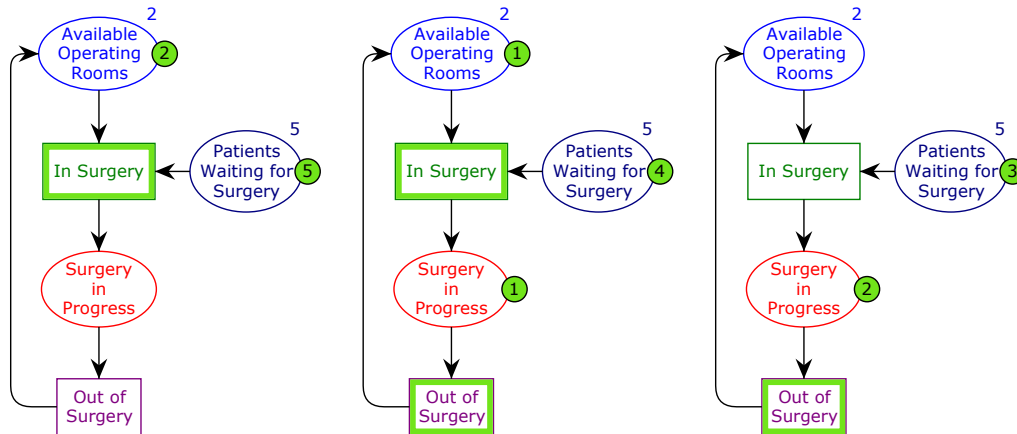 2
Available
Operating
Rooms
2
In Surgery
5
Patients
Waiting for
Surgery
5
Surgery
in
Progress
Out of
Surgery
2
Available
Operating
Rooms
1
In Surgery
5
Patients
Waiting for
Surgery
4
Surgery
in
Progress
1
Out of
Surgery
2
Available
Operating
Rooms
In Surgery
5
Patients
Waiting for
Surgery
3
Surgery
in
Progress
2
Out of
Surgery